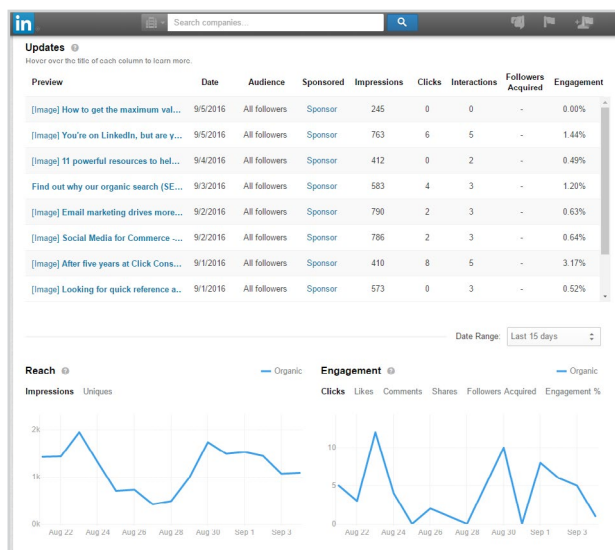 in Search companies...
Updates
Hover over the title of each column to learn more.
Preview Date Audience Sponsored Impressions Clicks Interactions Followers Acquired Engagement
[Image] How to get the maximum val... 9/5/2016 All followers Sponsor 245 0 0 - 0.00%
[Image] You're on LinkedIn, but are y... 9/5/2016 All followers Sponsor 763 6 5 - 1.44%
[Image] 11 powerful resources to hel... 9/4/2016 All followers Sponsor 412 0 2 - 0.49%
Find out why our organic search (SE... 9/3/2016 All followers Sponsor 583 4 3 - 1.20%
[Image] Email marketing drives more... 9/2/2016 All followers Sponsor 790 2 3 - 0.63%
[Image] Social Media for Commerce -... 9/2/2016 All followers Sponsor 786 2 3 - 0.64%
[Image] After five years at Click Cons... 9/1/2016 All followers Sponsor 410 8 5 - 3.17%
[Image] Looking for quick reference a.. 9/1/2016 All followers Sponsor 573 0 3 - 0.52%
Date Range: Last 15 days
Reach Organic
Impressions Uniques
2k
1k
0k
Aug 22 Aug 24 Aug 26 Aug 28 Aug 30 Sep 1 Sep 3
Engagement Organic
Clicks Likes Comments Shares Followers Acquired Engagement %
10
5
0
Aug 22 Aug 24 Aug 26 Aug 28 Aug 30 Sep 1 Sep 3